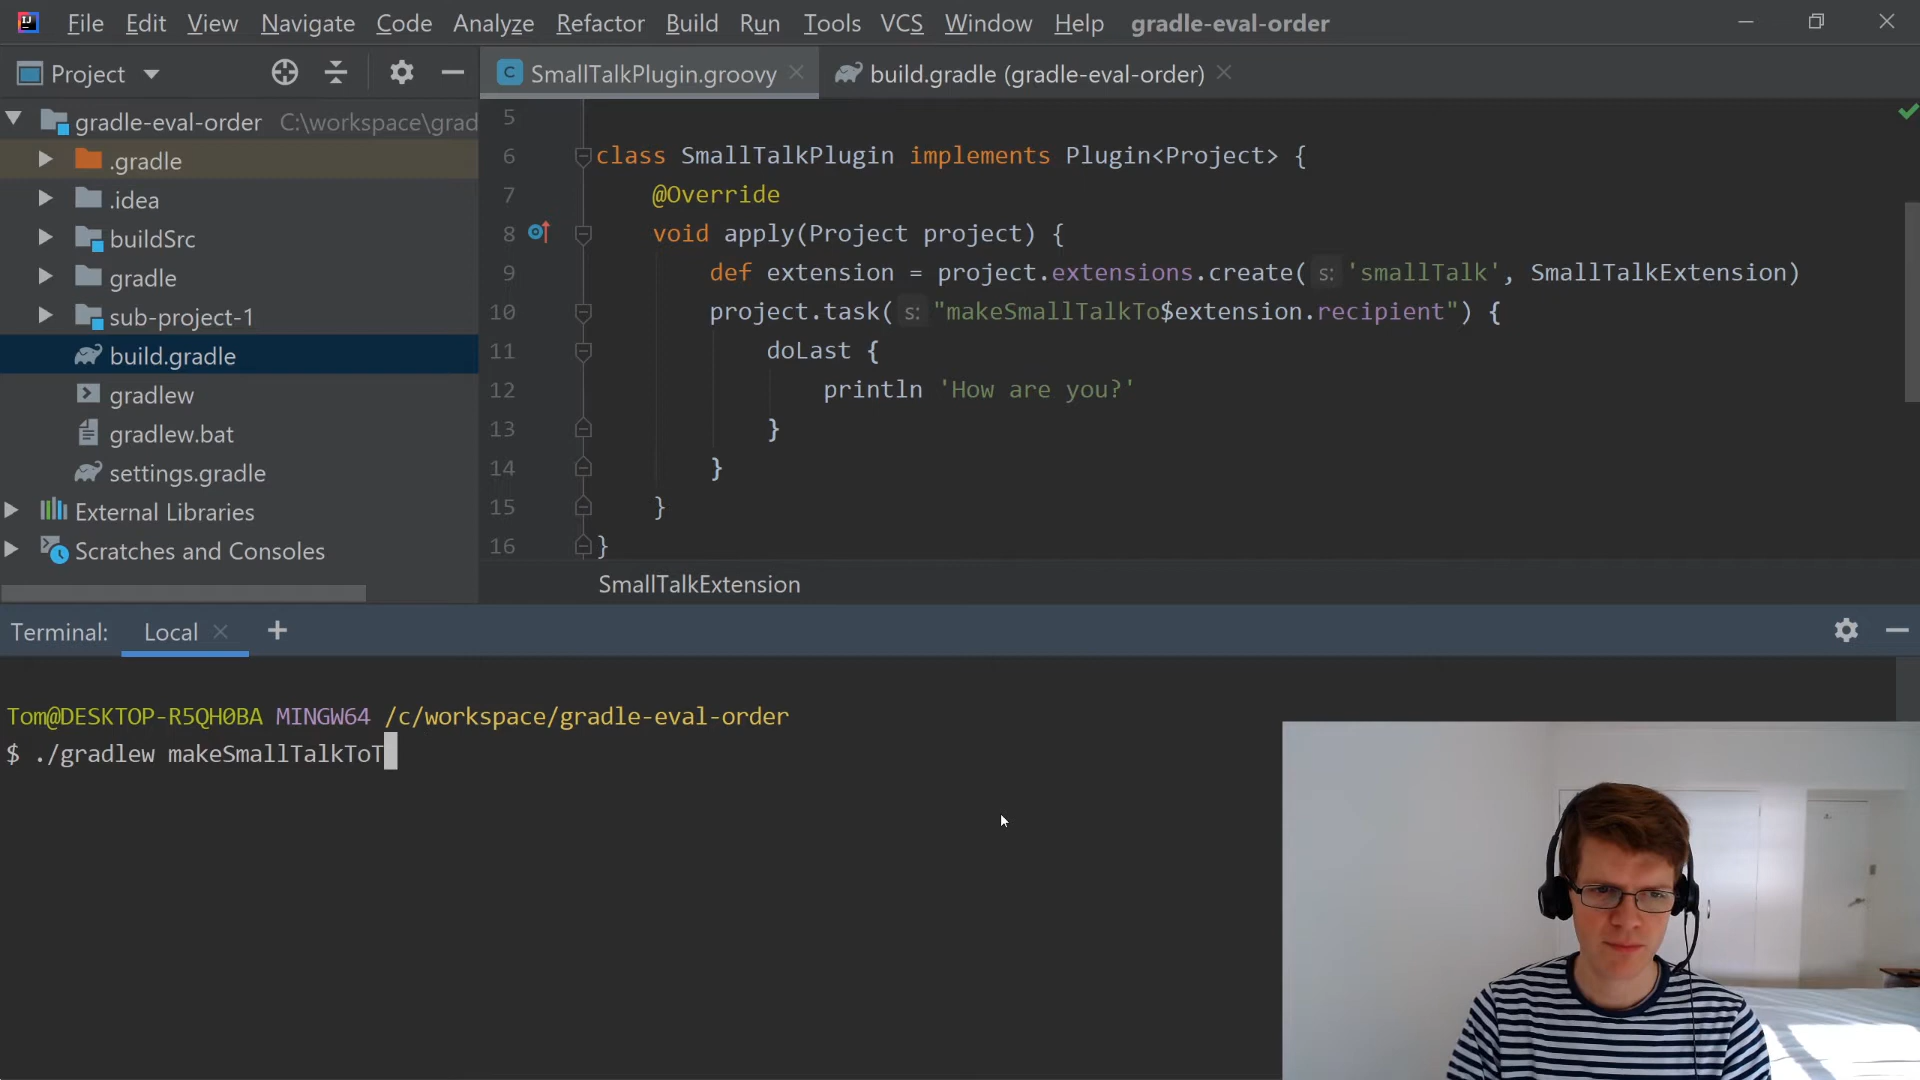 File Edit View Navigate Code Analyze Refactor Build Run Tools VCS Window Help gradle-eval-order
Project
SmallTalkPlugin.groovy
build.gradle (gradle-eval-order)
gradle-eval-order C:\workspace\grad
.gradle
.idea
buildSrc
gradle
sub-project-1
build.gradle
gradlew
gradlew.bat
settings.gradle
External Libraries
Scratches and Consoles
5
6 class SmallTalkPlugin implements Plugin<Project> {
7 @Override
8 void apply(Project project) {
9 def extension = project.extensions.create( s: 'smallTalk', SmallTalkExtension)
10 project.task( s: "makeSmallTalkTo$extension.recipient") {
11 doLast {
12 println 'How are you?'
13 }
14 }
15 }
16 }
SmallTalkExtension
Terminal: Local
Tom@DESKTOP-R5QH0BA MINGW64 /c/workspace/gradle-eval-order
$ ./gradlew makeSmallTalkToT